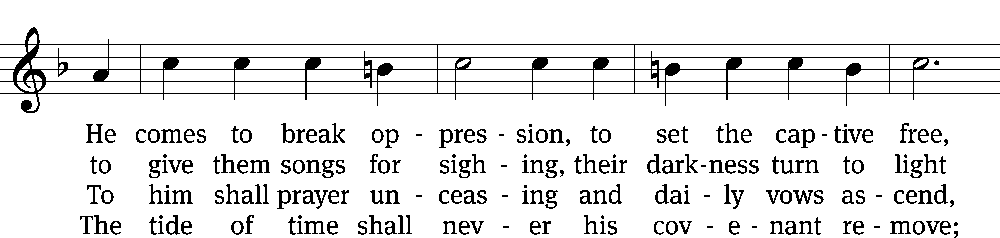 He comes to break op - pres - sion, to set the cap - tive free,
to give them songs for sigh - ing, their dark - ness turn to light
To him shall prayer un - ceas - ing and dai - ly vows as - cend,
The tide of time shall nev - er his cov - e - nant re - move;